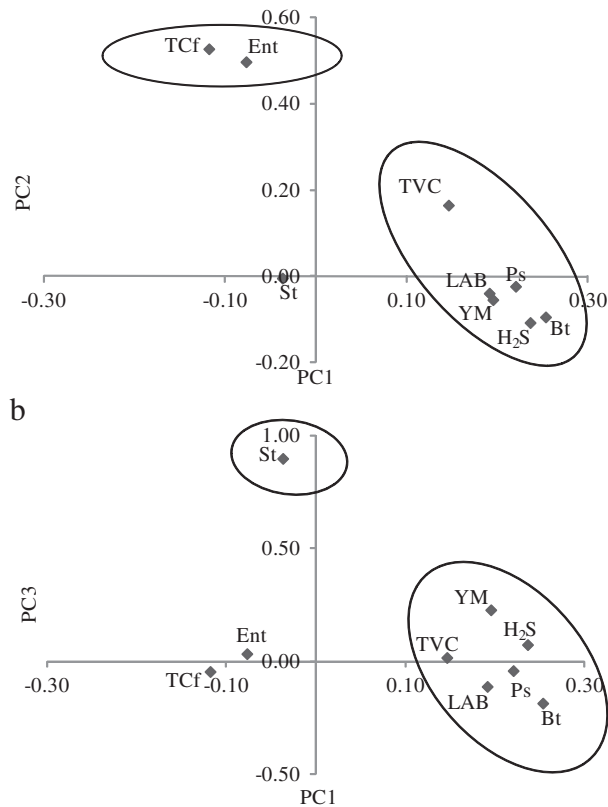 0.60
TCf Ent
0.40
PC2
0.20
TVC
0.00
-0.30 -0.10 0.10 0.30
St
LAB Ps
YM
H₂S Bt
-0.20
PC1
b
1.00
St
0.50
PC3
YM
H₂S
Ent
TVC
0.00
-0.30 -0.10 0.10 0.30
TCf
LAB Ps
Bt
-0.50
PC1